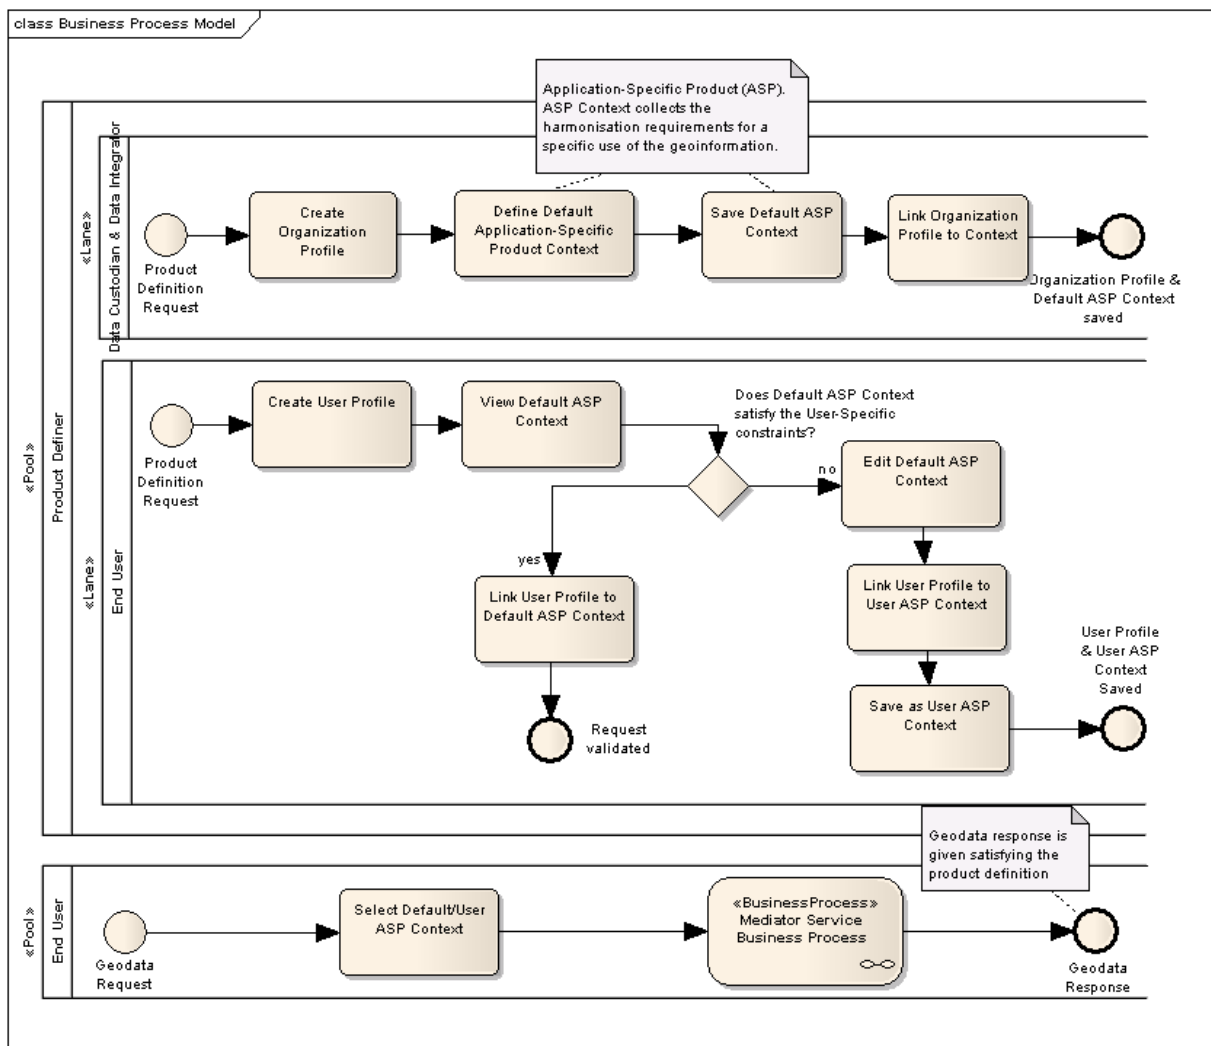 class Business Process Model
Application-Specific Product (ASP).
ASP Context collects the
harmonisation requirements for a
specific use of the geoinformation.
«Pool»
Product Definer
«Lane»
Data Custodian & Data Integrator
Product
Definition
Request
Create
Organization
Profile
Define Default
Application-Specific
Product Context
Save Default ASP
Context
Link Organization
Profile to Context
Organization Profile &
Default ASP Context
saved
«Lane»
End User
Product
Definition
Request
Create User Profile
View Default ASP
Context
Does Default ASP Context
satisfy the User-Specific
constraints?
no
Edit Default ASP
Context
yes
Link User Profile to
Default ASP Context
Request
validated
Link User Profile to
User ASP Context
Save as User ASP
Context
User Profile
& User ASP
Context
Saved
Geodata response is
given satisfying the
product definition
«Pool»
End User
Geodata
Request
Select Default/User
ASP Context
«BusinessProcess»
Mediator Service
Business Process
Geodata
Response